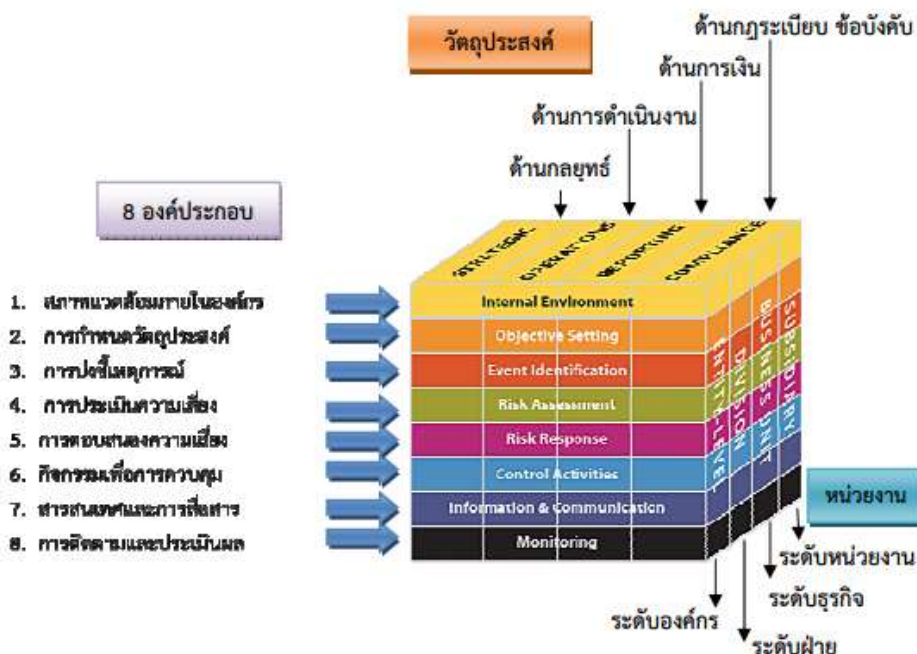 วัตถุประสงค์
ด้านกฎระเบียบ ข้อบังคับ
ด้านการเงิน
ด้านการดำเนินงาน
ด้านกลยุทธ์
8 องค์ประกอบ
STRATEGIC
OPERATIONS
REPORTING
COMPLIANCE
1. สภาพแวดล้อมภายในองค์กร
2. การกำหนดวัตถุประสงค์
3. การบ่งชี้เหตุการณ์
4. การประเมินความเสี่ยง
5. การตอบสนองความเสี่ยง
6. กิจกรรมเพื่อการควบคุม
7. สารสนเทศและการสื่อสาร
8. การติดตามและประเมินผล
Internal Environment
Objective Setting
Event Identification
Risk Assessment
Risk Response
Control Activities
Information & Communication
Monitoring
ENTITY-LEVEL
DIVISION
BUSINESS UNIT
SUBSIDIARY
หน่วยงาน
ระดับหน่วยงาน
ระดับธุรกิจ
ระดับองค์กร
ระดับฝ่าย